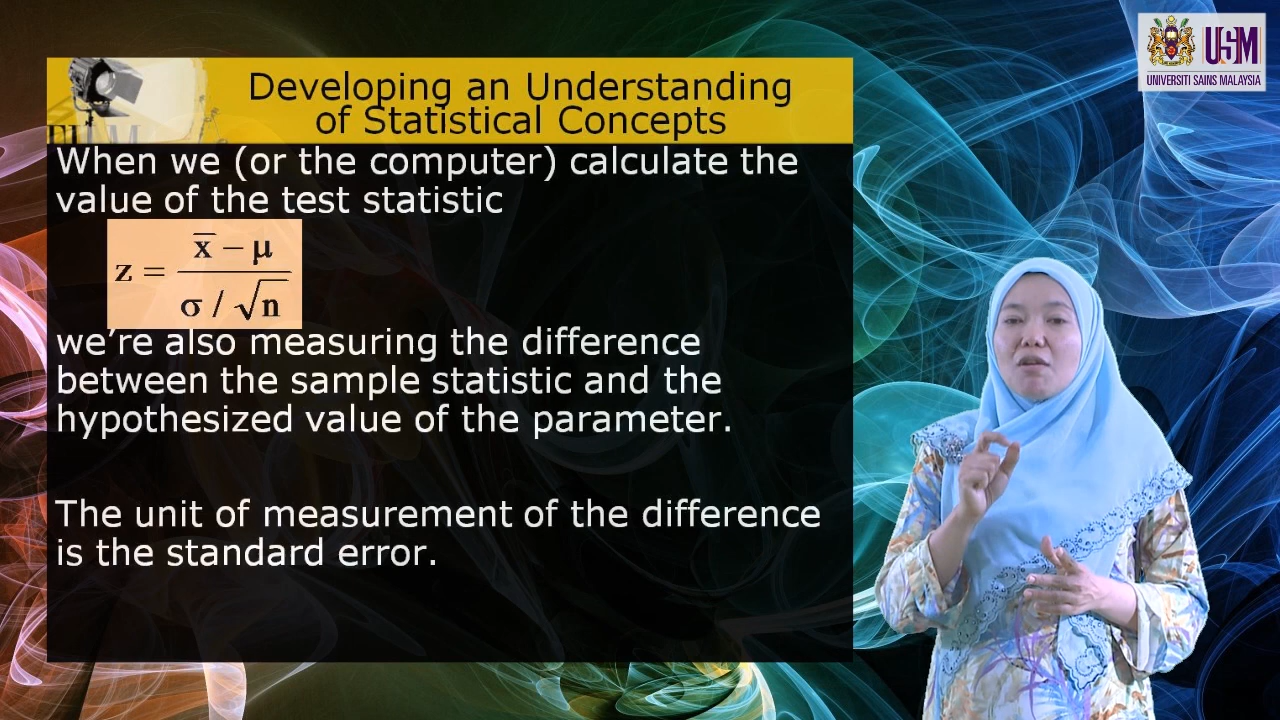 USM
UNIVERSITI SAINS MALAYSIA
Developing an Understanding
of Statistical Concepts
When we (or the computer) calculate the
value of the test statistic
z = (x̅ − μ) / (σ / √n)
we're also measuring the difference
between the sample statistic and the
hypothesized value of the parameter.
The unit of measurement of the difference
is the standard error.